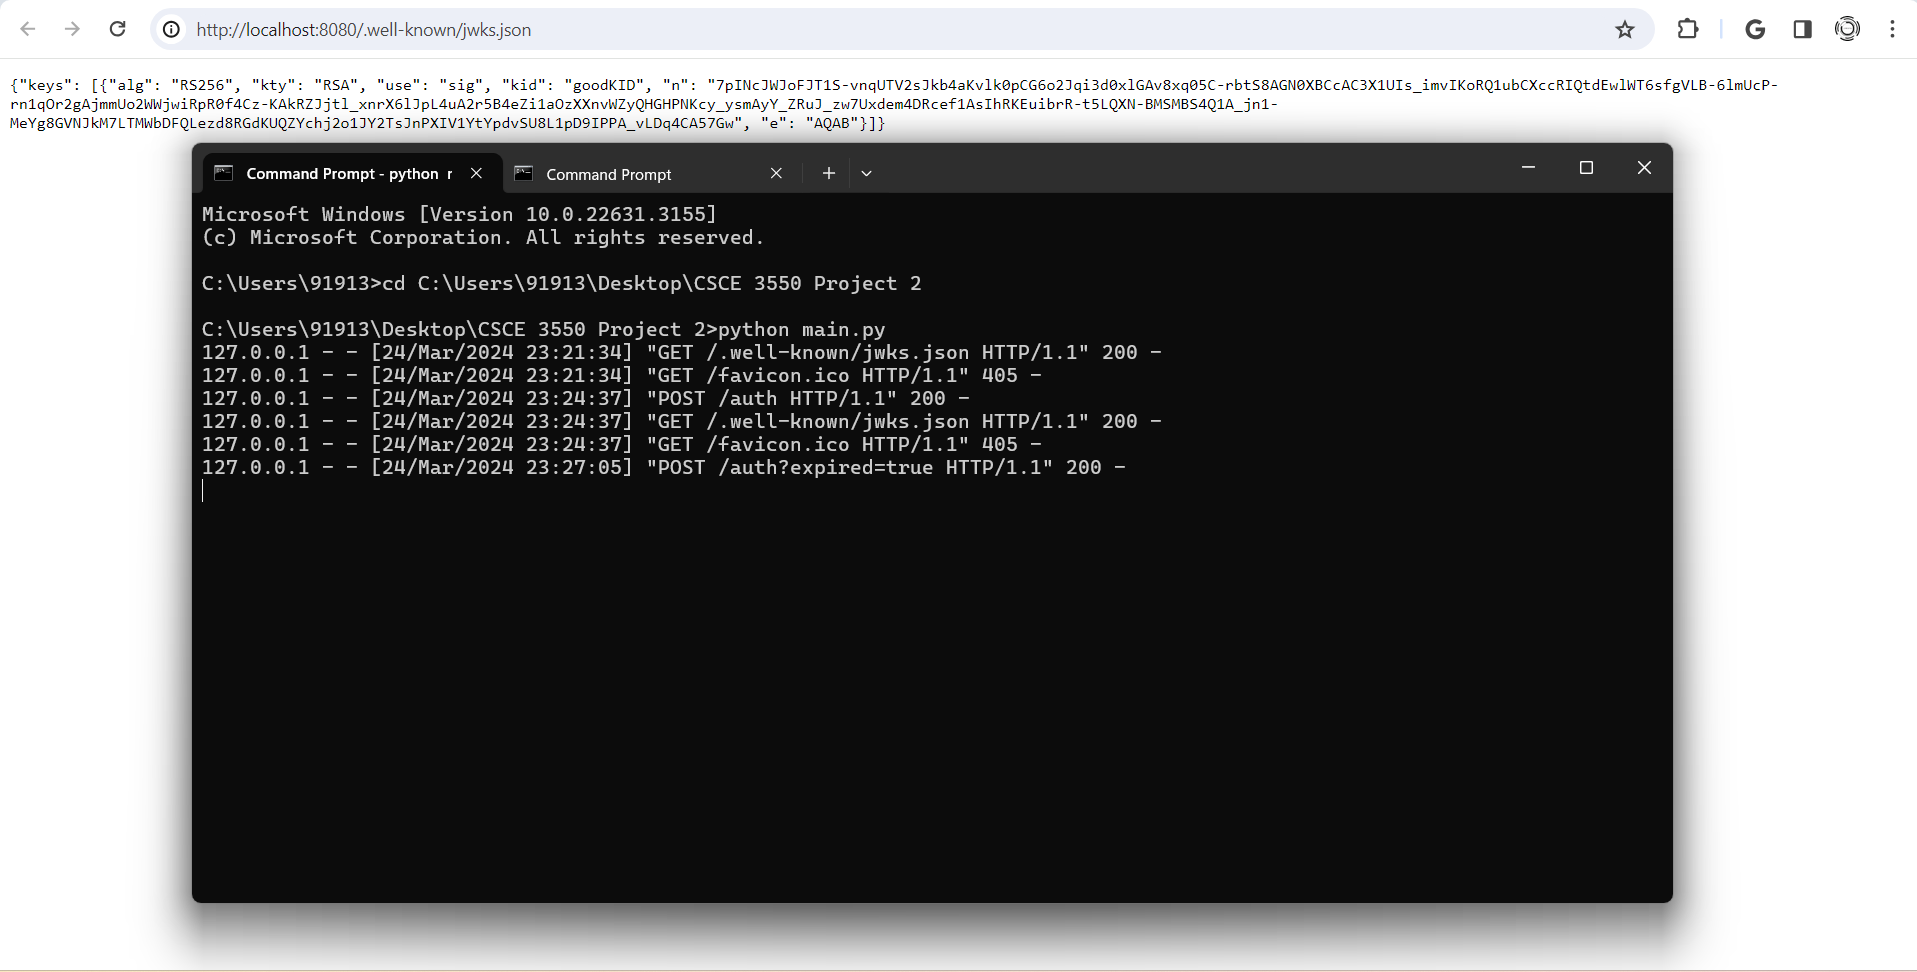 http://localhost:8080/.well-known/jwks.json
{"keys": [{"alg": "RS256", "kty": "RSA", "use": "sig", "kid": "goodKID", "n": "7pINcJWJoFJT1S-vnqUTV2sJkb4aKvlk0pCG6o2Jqi3d0xlGAv8xq05C-rbtS8AGN0XBCcAC3X1UIs_imvIKoRQ1ubCXccRIQtdEwlWT6sfgVLB-6lmUcP-
rn1qOr2gAjmmUo2WWjwiRpR0f4Cz-KAkRZJjtl_xnrX6lJpL4uA2r5B4eZi1aOzXXnvWZyQHGHPNKcy_ysmAyY_ZRuJ_zw7Uxdem4DRcef1AsIhRKEuibrR-t5LQXN-BMSMBS4Q1A_jn1-
MeYg8GVNJkM7LTMWbDFQLezd8RGdKUQZYchj2o1JY2TsJnPXIV1YtYpdvSU8L1pD9IPPA_vLDq4CA57Gw", "e": "AQAB"}]}
Command Prompt - python r
Command Prompt
Microsoft Windows [Version 10.0.22631.3155]
(c) Microsoft Corporation. All rights reserved.
C:\Users\91913>cd C:\Users\91913\Desktop\CSCE 3550 Project 2
C:\Users\91913\Desktop\CSCE 3550 Project 2>python main.py
127.0.0.1 - - [24/Mar/2024 23:21:34] "GET /.well-known/jwks.json HTTP/1.1" 200 -
127.0.0.1 - - [24/Mar/2024 23:21:34] "GET /favicon.ico HTTP/1.1" 405 -
127.0.0.1 - - [24/Mar/2024 23:24:37] "POST /auth HTTP/1.1" 200 -
127.0.0.1 - - [24/Mar/2024 23:24:37] "GET /.well-known/jwks.json HTTP/1.1" 200 -
127.0.0.1 - - [24/Mar/2024 23:24:37] "GET /favicon.ico HTTP/1.1" 405 -
127.0.0.1 - - [24/Mar/2024 23:27:05] "POST /auth?expired=true HTTP/1.1" 200 -